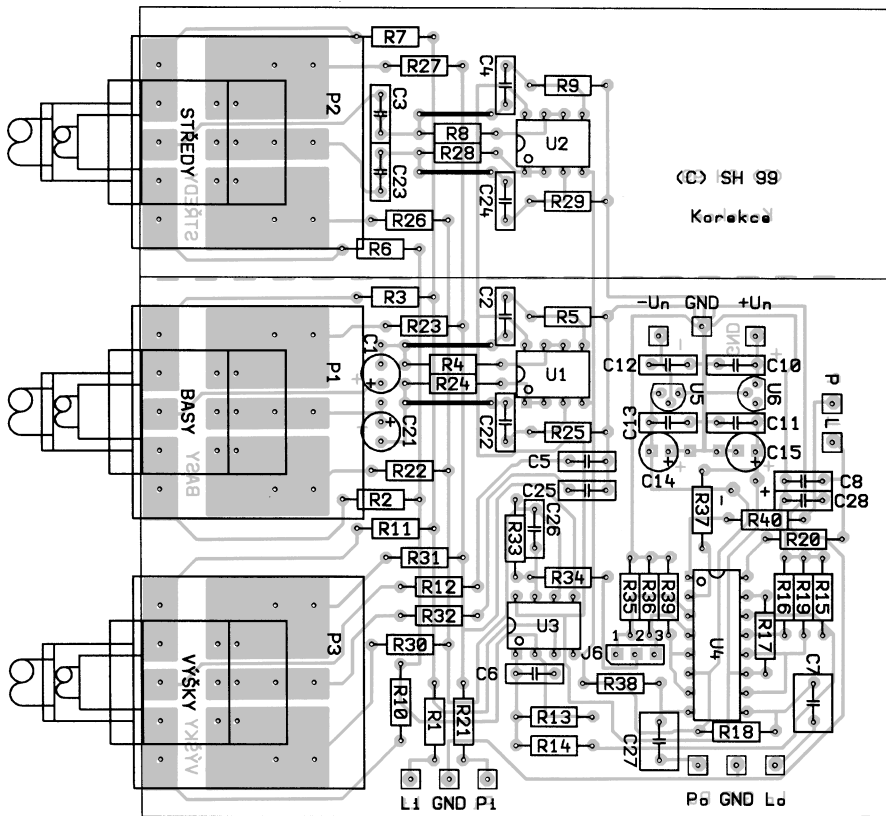 R7
R27
C4
R9
P2
C3
STŘEDY
STŘEDY
R8
U2
R28
C23
C24
R29
(C) SH 99
Korekce
R26
R6
R3
C2
R5
-Un GND +Un
GND
R23
C1
P1
R4
U1
R24
C12
C10
U5
U6
P
BASY
BASY
C21
C22
R25
C13
C11
L
C14
C15
R22
C5
C8
R2
C25
C28
R37
R40
R11
R33
C26
R20
R31
R12
R34
R32
R35
R36
R39
R16
R19
R15
P3
U3
R17
R30
1 2 3
J6
U4
VÝŠKY
VÝŠKY
C6
R38
C7
R10
R1
R21
R13
R14
C27
R18
Li GND Pi
Po GND Lo